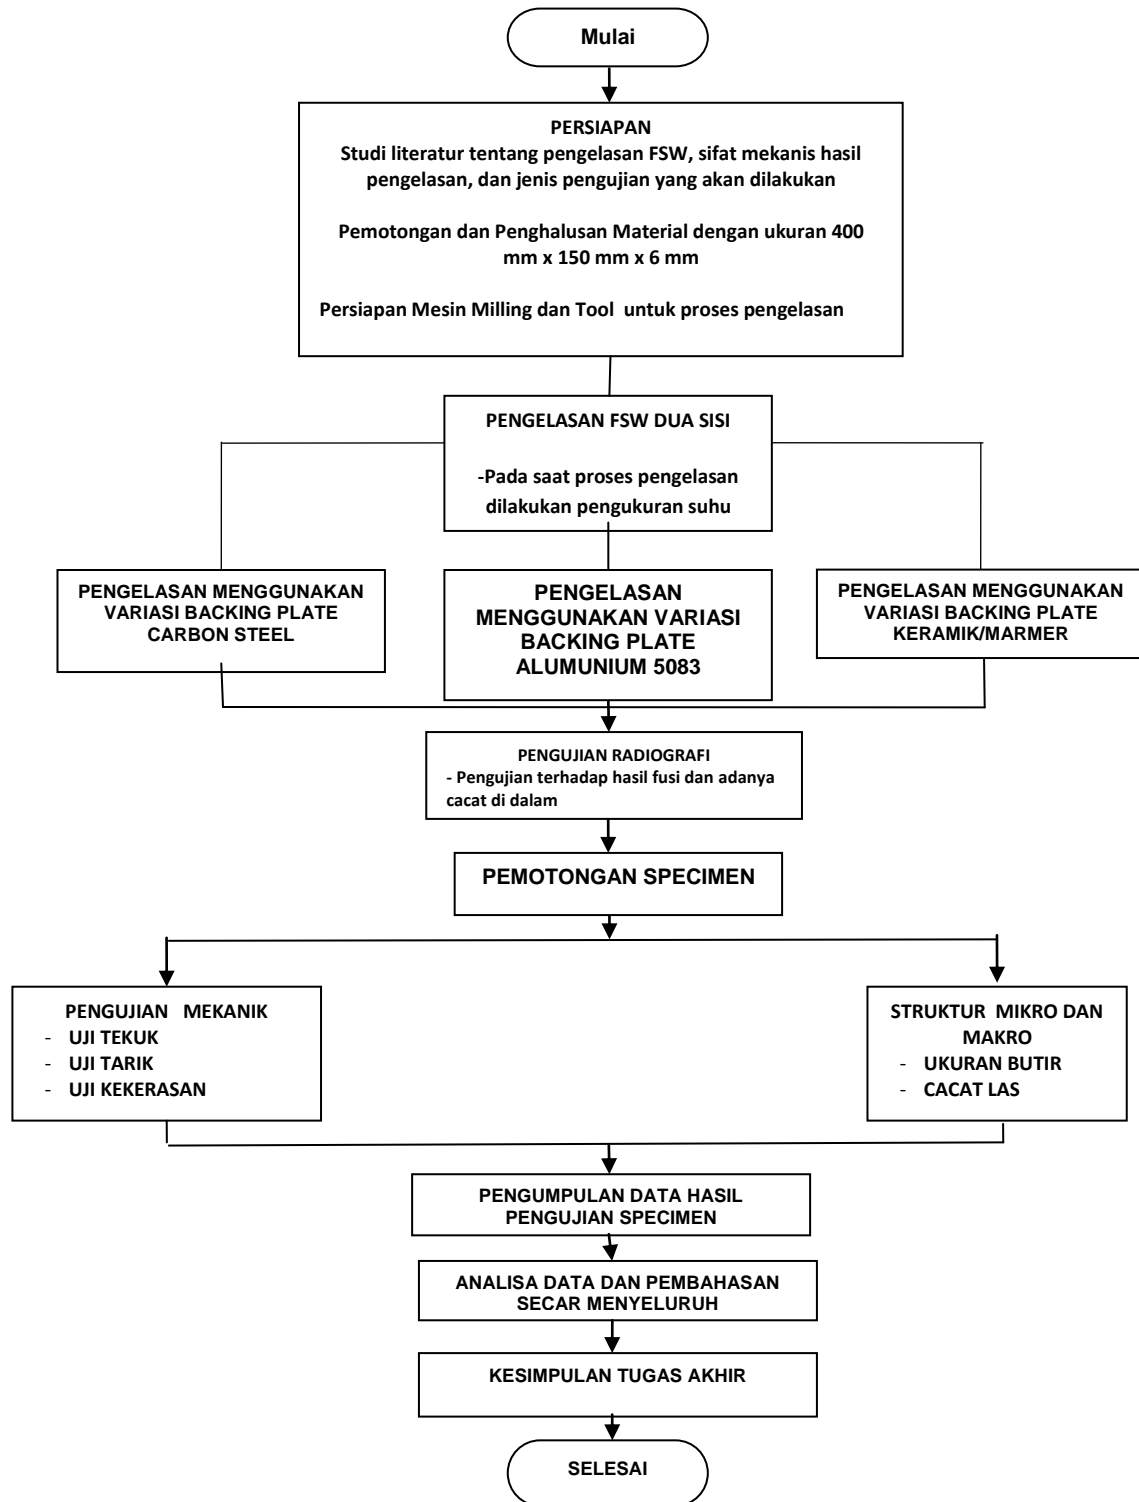 Mulai
PERSIAPAN
Studi literatur tentang pengelasan FSW, sifat mekanis hasil
pengelasan, dan jenis pengujian yang akan dilakukan
Pemotongan dan Penghalusan Material dengan ukuran 400
mm x 150 mm x 6 mm
Persiapan Mesin Milling dan Tool untuk proses pengelasan
PENGELASAN FSW DUA SISI
-Pada saat proses pengelasan
dilakukan pengukuran suhu
PENGELASAN MENGGUNAKAN
VARIASI BACKING PLATE
CARBON STEEL
PENGELASAN
MENGGUNAKAN VARIASI
BACKING PLATE
ALUMUNIUM 5083
PENGELASAN MENGGUNAKAN
VARIASI BACKING PLATE
KERAMIK/MARMER
PENGUJIAN RADIOGRAFI
- Pengujian terhadap hasil fusi dan adanya
cacat di dalam
PEMOTONGAN SPECIMEN
PENGUJIAN MEKANIK
- UJI TEKUK
- UJI TARIK
- UJI KEKERASAN
STRUKTUR MIKRO DAN
MAKRO
- UKURAN BUTIR
- CACAT LAS
PENGUMPULAN DATA HASIL
PENGUJIAN SPECIMEN
ANALISA DATA DAN PEMBAHASAN
SECAR MENYELURUH
KESIMPULAN TUGAS AKHIR
SELESAI